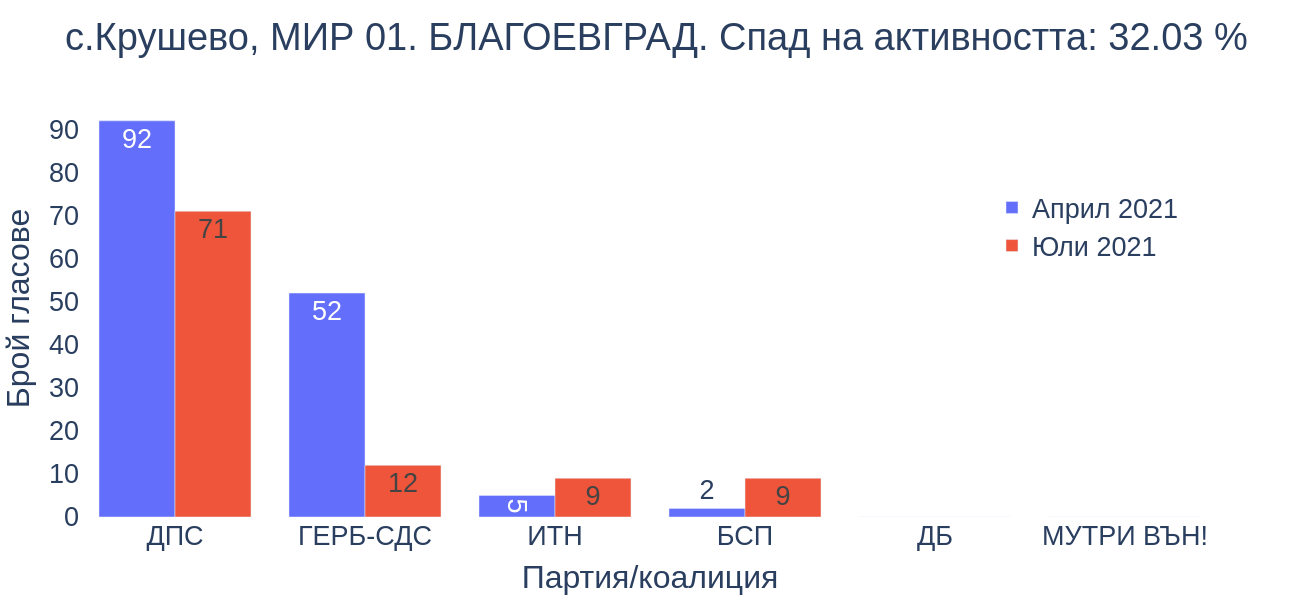 с.Крушево, МИР 01. БЛАГОЕВГРАД. Спад на активността: 32.03 %
Брой гласове
90
80
70
60
50
40
30
20
10
0
92
71
52
12
5
9
2
9
Април 2021
Юли 2021
ДПС
ГЕРБ-СДС
ИТН
БСП
ДБ
МУТРИ ВЪН!
Партия/коалиция